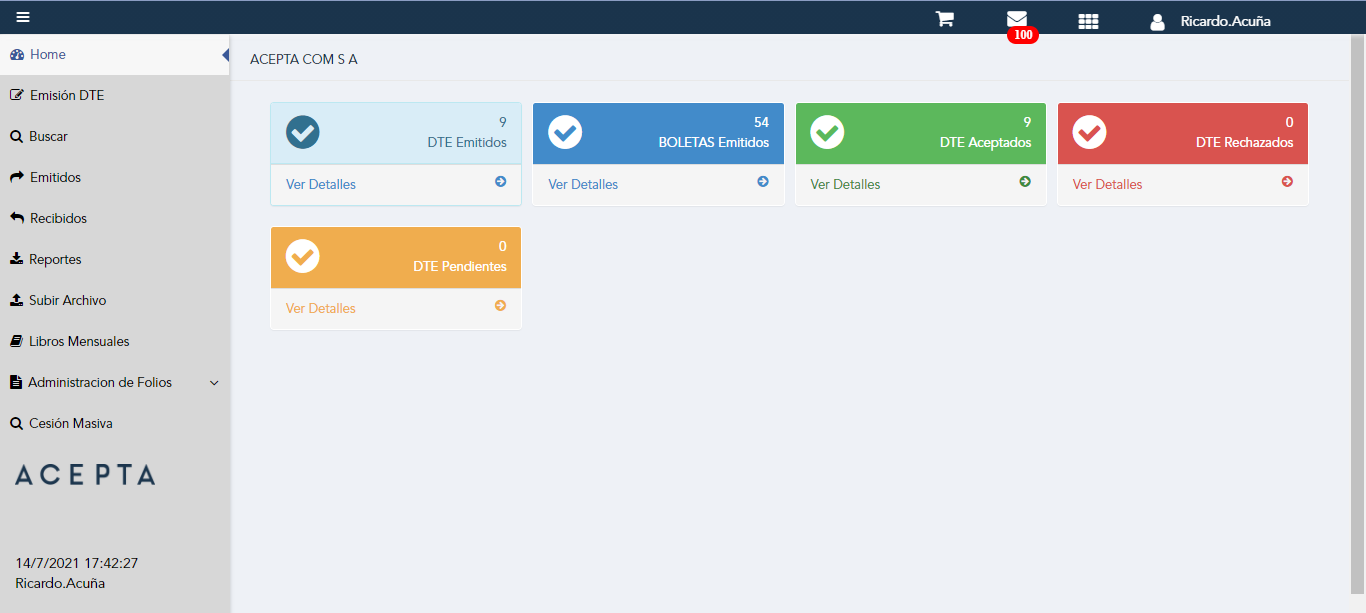 Ricardo.Acuña
100
Home
Emisión DTE
Buscar
Emitidos
Recibidos
Reportes
Subir Archivo
Libros Mensuales
Administracion de Folios
Cesión Masiva
ACEPTA
14/7/2021 17:42:27
Ricardo.Acuña
ACEPTA COM S A
9
DTE Emitidos
Ver Detalles
54
BOLETAS Emitidos
Ver Detalles
9
DTE Aceptados
Ver Detalles
0
DTE Rechazados
Ver Detalles
0
DTE Pendientes
Ver Detalles